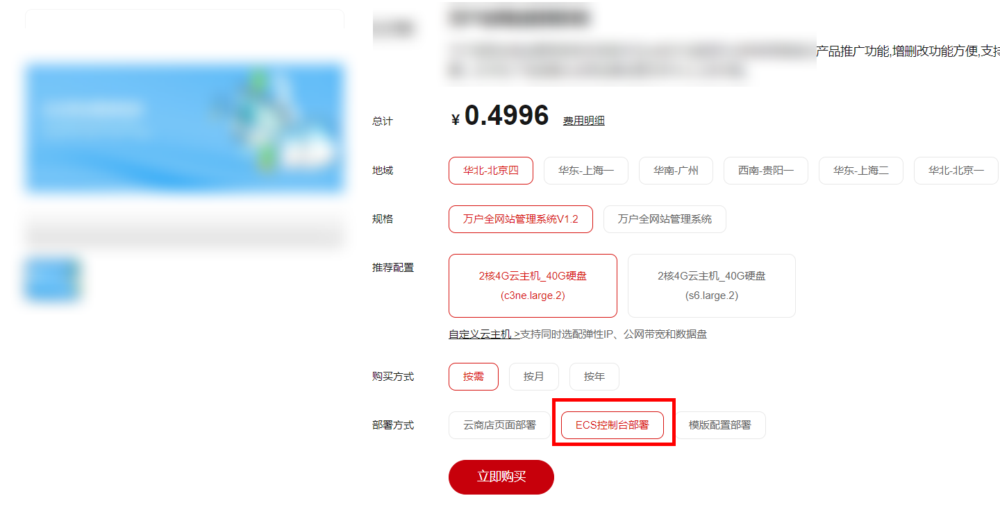 产品推广功能,增删改功能方便,支持
总计 ¥ 0.4996 费用明细
地域 华北-北京四 华东-上海一 华南-广州 西南-贵阳一 华东-上海二 华北-北京一
规格 万户全网站管理系统V1.2 万户全网站管理系统
推荐配置 2核4G云主机_40G硬盘 2核4G云主机_40G硬盘
(c3ne.large.2) (s6.large.2)
自定义云主机 >支持同时选配弹性IP、公网带宽和数据盘
购买方式 按需 按月 按年
部署方式 云商店页面部署 ECS控制台部署 模版配置部署
立即购买